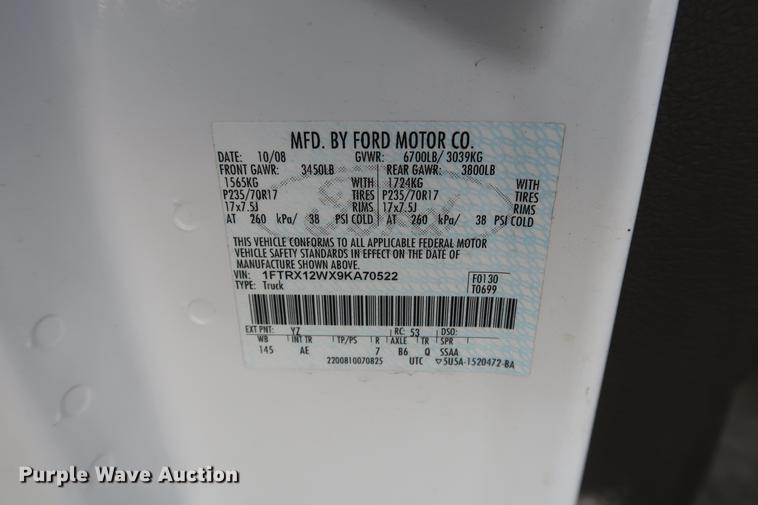 MFD. BY FORD MOTOR CO.
DATE: 10/08 GVWR: 6700LB/ 3039KG
FRONT GAWR: 3450LB REAR GAWR: 3800LB
1565KG WITH 1724KG WITH
P235/70R17 TIRES P235/70R17 TIRES
17x7.5J RIMS 17x7.5J RIMS
AT 260 kPa/ 38 PSI COLD AT 260 kPa/ 38 PSI COLD
THIS VEHICLE CONFORMS TO ALL APPLICABLE FEDERAL MOTOR
VEHICLE SAFETY STANDARDS IN EFFECT ON THE DATE OF
MANUFACTURE SHOWN ABOVE.
VIN: 1FTRX12WX9KA70522 F0130
TYPE: Truck T0699
EXT PNT: YZ RC: 53 DSO:
WB INT TR TP/PS R AXLE TR SPR
145 AE 7 B6 Q SSAA
2200810070825 UTC ▽5U5A-1520472-BA
Purple Wave Auction